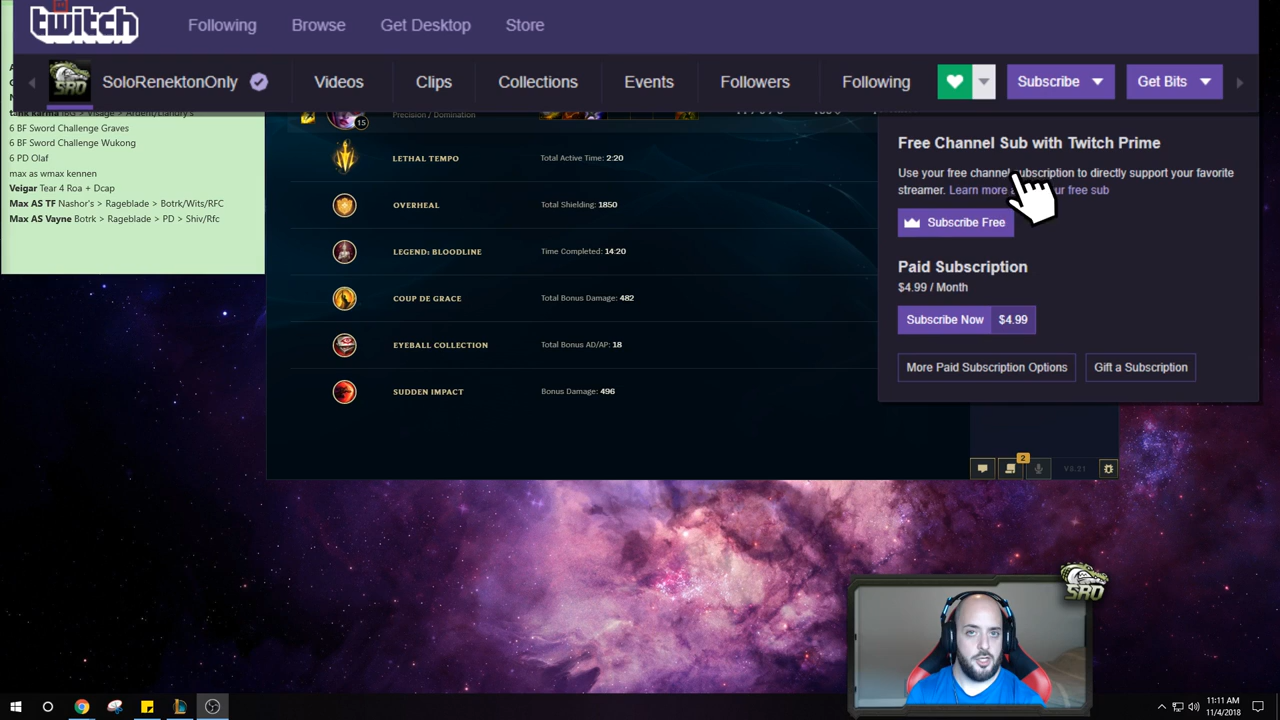 twitch
Following
Browse
Get Desktop
Store
SRO
SoloRenektonOnly
Videos
Clips
Collections
Events
Followers
Following
Subscribe
Get Bits
6 BF Sword Challenge Graves
6 BF Sword Challenge Wukong
6 PD Olaf
max as wmax kennen
Veigar Tear 4 Roa + Dcap
Max AS TF Nashor's > Rageblade > Botrk/Wits/RFC
Max AS Vayne Botrk > Rageblade > PD > Shiv/Rfc
15
Precision / Domination
LETHAL TEMPO
Total Active Time: 2:20
OVERHEAL
Total Shielding: 1850
LEGEND: BLOODLINE
Time Completed: 14:20
COUP DE GRACE
Total Bonus Damage: 482
EYEBALL COLLECTION
Total Bonus AD/AP: 18
SUDDEN IMPACT
Bonus Damage: 496
Free Channel Sub with Twitch Prime
Use your free channel subscription to directly support your favorite
streamer. Learn more your free sub
Subscribe Free
Paid Subscription
$4.99 / Month
Subscribe Now $4.99
More Paid Subscription Options
Gift a Subscription
2
V8.21
SRO
11:11 AM
11/4/2018